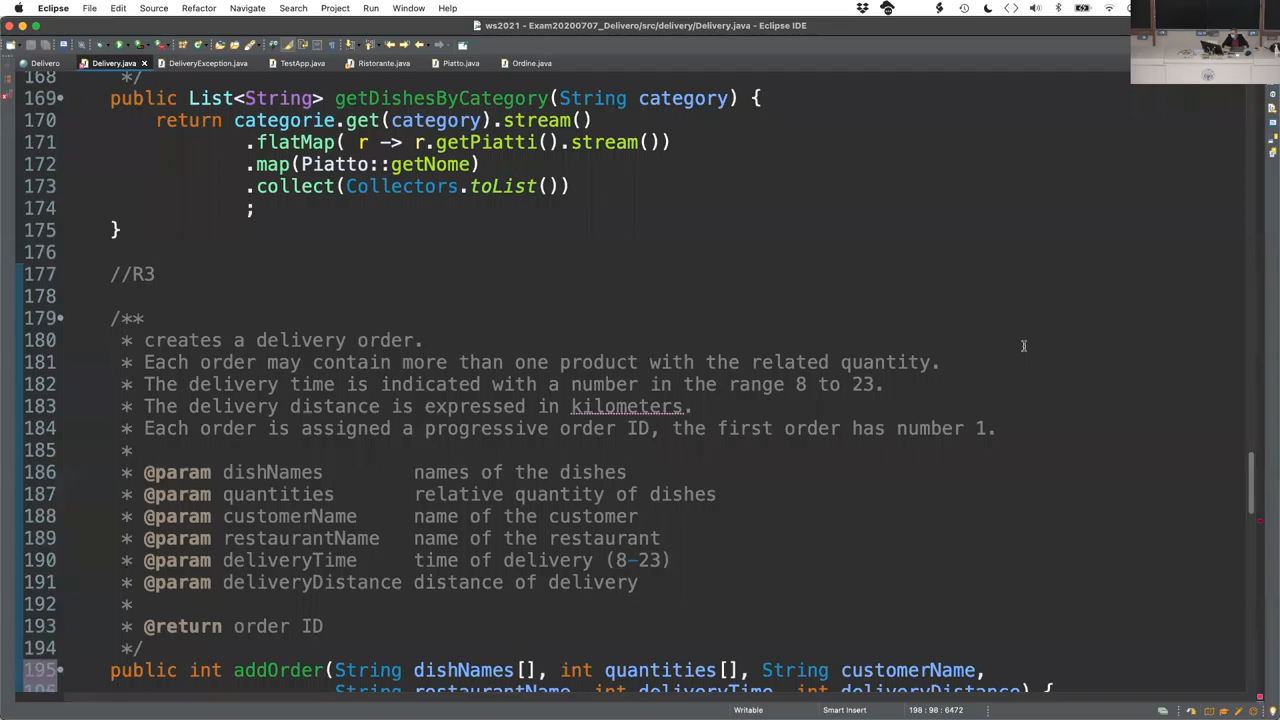 Eclipse File Edit Source Refactor Navigate Search Project Run Window Help
ws2021 - Exam20200707_Delivero/src/delivery/Delivery.java - Eclipse IDE
Delivero Delivery.java DeliveryException.java TestApp.java Ristorante.java Piatto.java Ordine.java
168 */
169 public List<String> getDishesByCategory(String category) {
170 return categorie.get(category).stream()
171 .flatMap( r -> r.getPiatti().stream())
172 .map(Piatto::getNome)
173 .collect(Collectors.toList())
174 ;
175 }
176
177 //R3
178
179 /**
180 * creates a delivery order.
181 * Each order may contain more than one product with the related quantity.
182 * The delivery time is indicated with a number in the range 8 to 23.
183 * The delivery distance is expressed in kilometers.
184 * Each order is assigned a progressive order ID, the first order has number 1.
185 *
186 * @param dishNames names of the dishes
187 * @param quantities relative quantity of dishes
188 * @param customerName name of the customer
189 * @param restaurantName name of the restaurant
190 * @param deliveryTime time of delivery (8-23)
191 * @param deliveryDistance distance of delivery
192 *
193 * @return order ID
194 */
195 public int addOrder(String dishNames[], int quantities[], String customerName,
196 String restaurantName, int deliveryTime, int deliveryDistance) {
Writable Smart Insert 198 : 98 : 6472